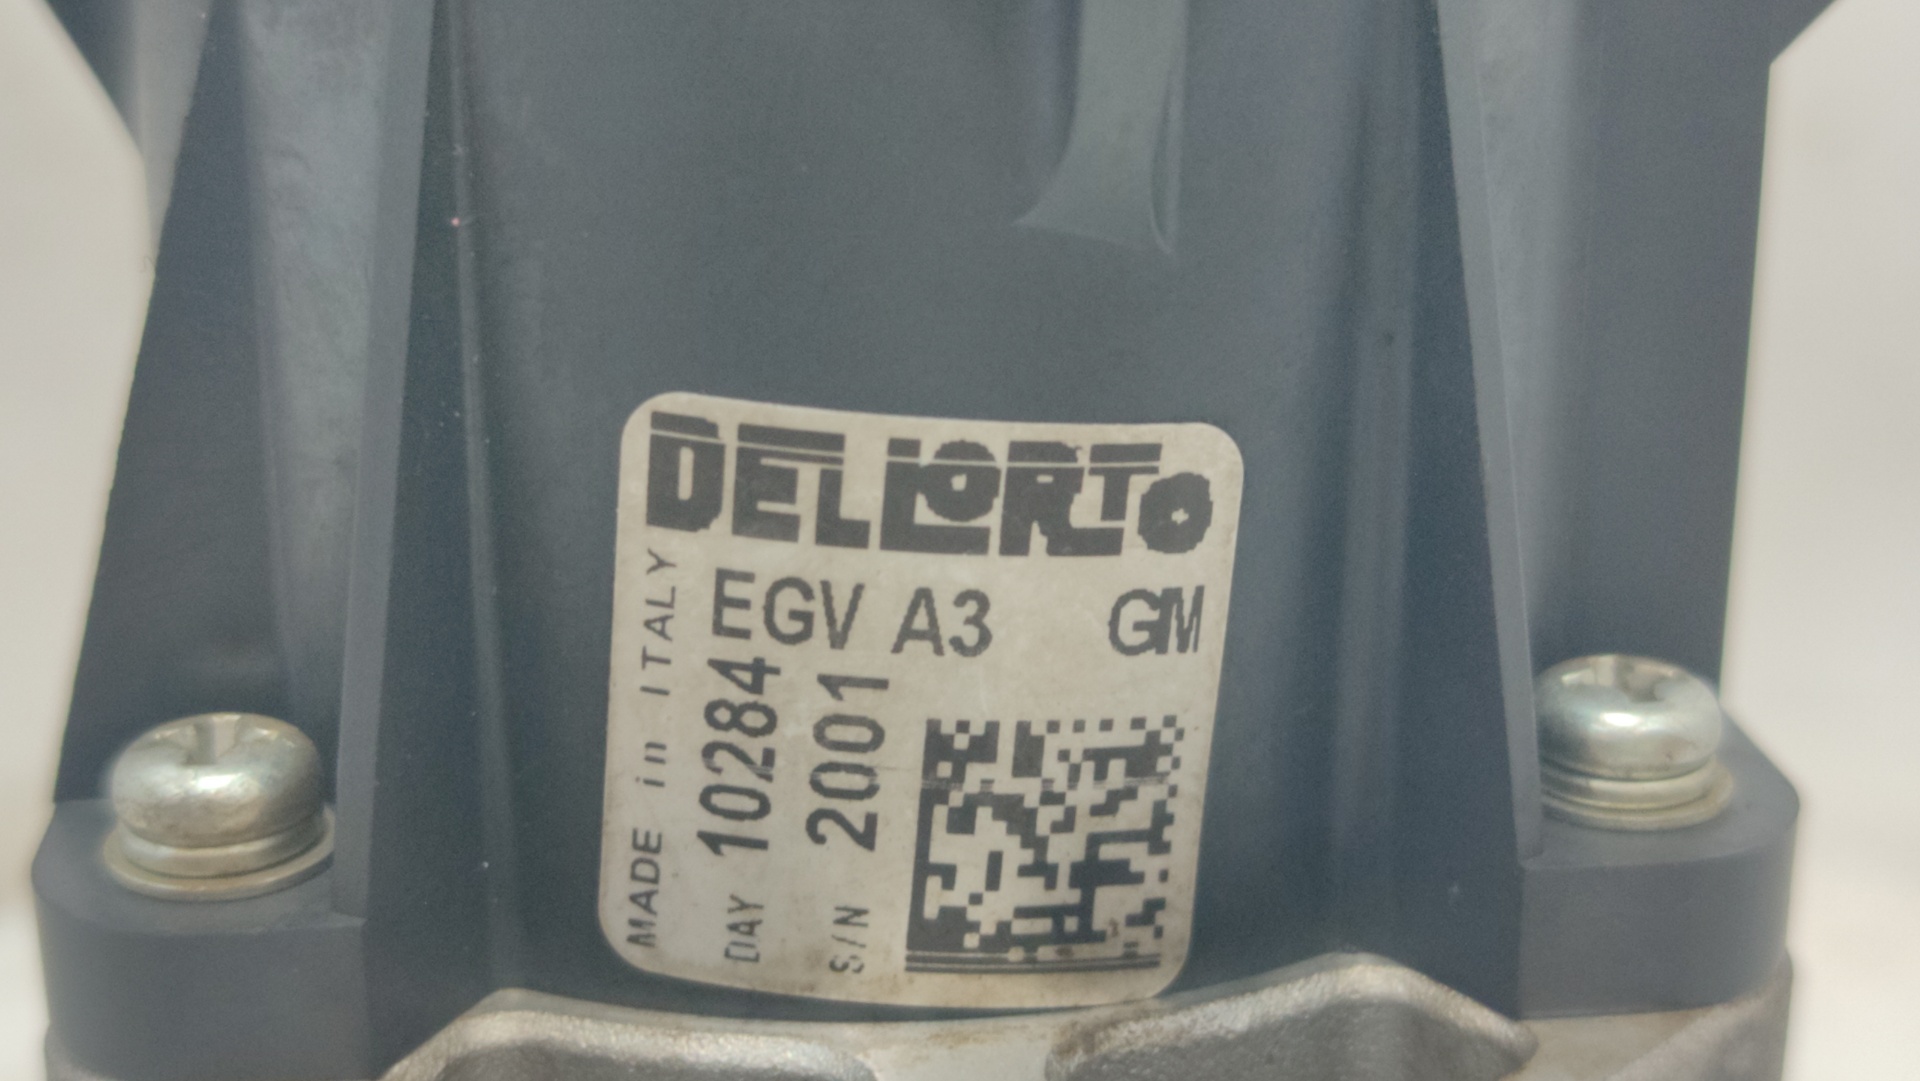 DELLORTO
EGV A3 GM
MADE in ITALY
DAY 10284
S/N 2001